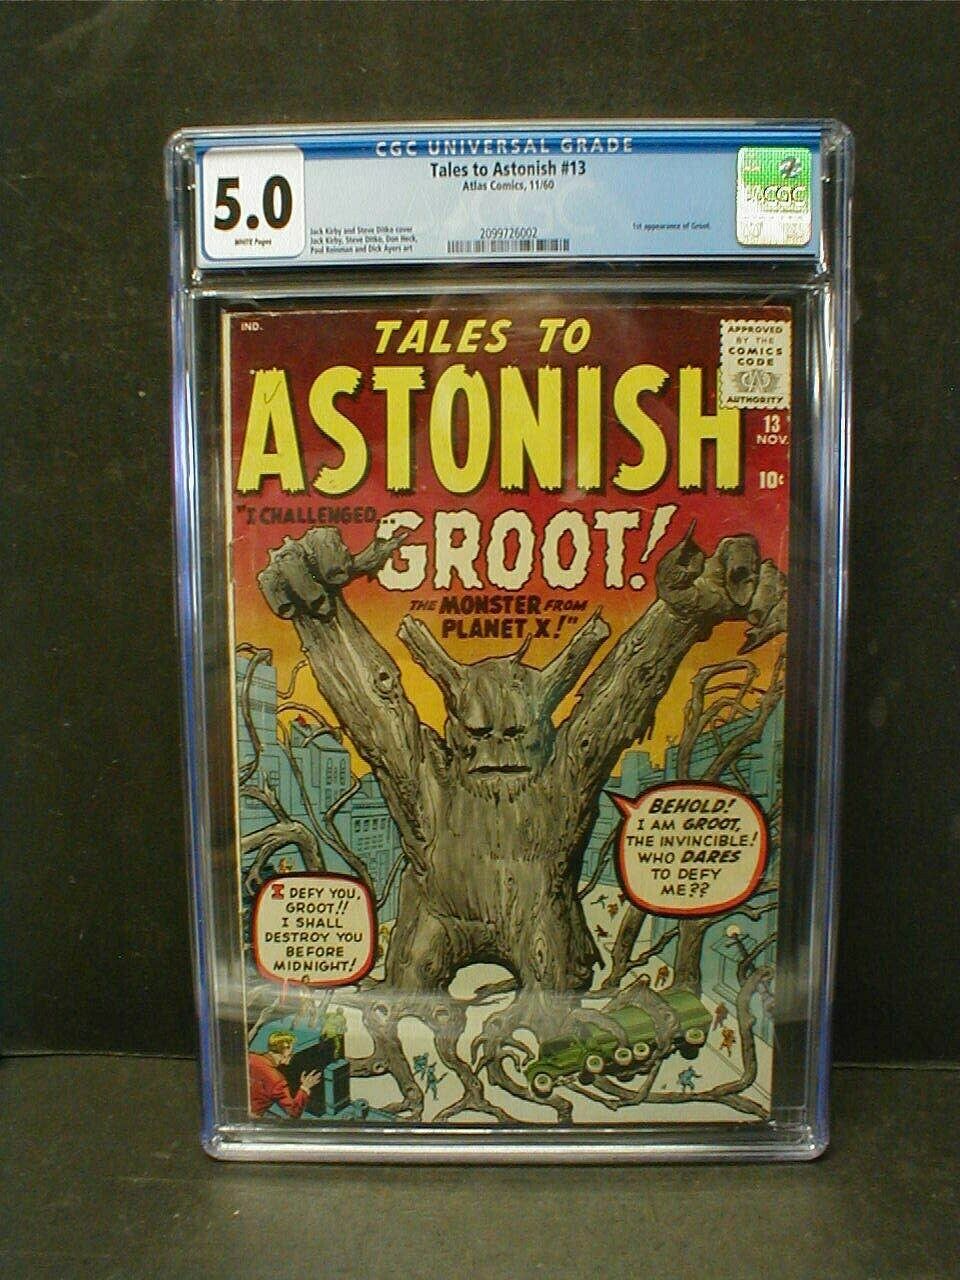 CGC UNIVERSAL GRADE
5.0
WHITE Pages
Tales to Astonish #13
Atlas Comics, 11/60
Jack Kirby and Steve Ditko cover
Jack Kirby, Steve Ditko, Don Heck,
Paul Reinman and Dick Ayers art
2099726002
1st appearance of Groot.
CGC
IND.
TALES TO
ASTONISH
APPROVED
BY THE
COMICS
CODE
AUTHORITY
13
NOV.
10¢
"I CHALLENGED...
GROOT!
THE MONSTER FROM
PLANET X!"
BEHOLD!
I AM GROOT,
THE INVINCIBLE!
WHO DARES
TO DEFY
ME??
I DEFY YOU,
GROOT!!
I SHALL
DESTROY YOU
BEFORE
MIDNIGHT!